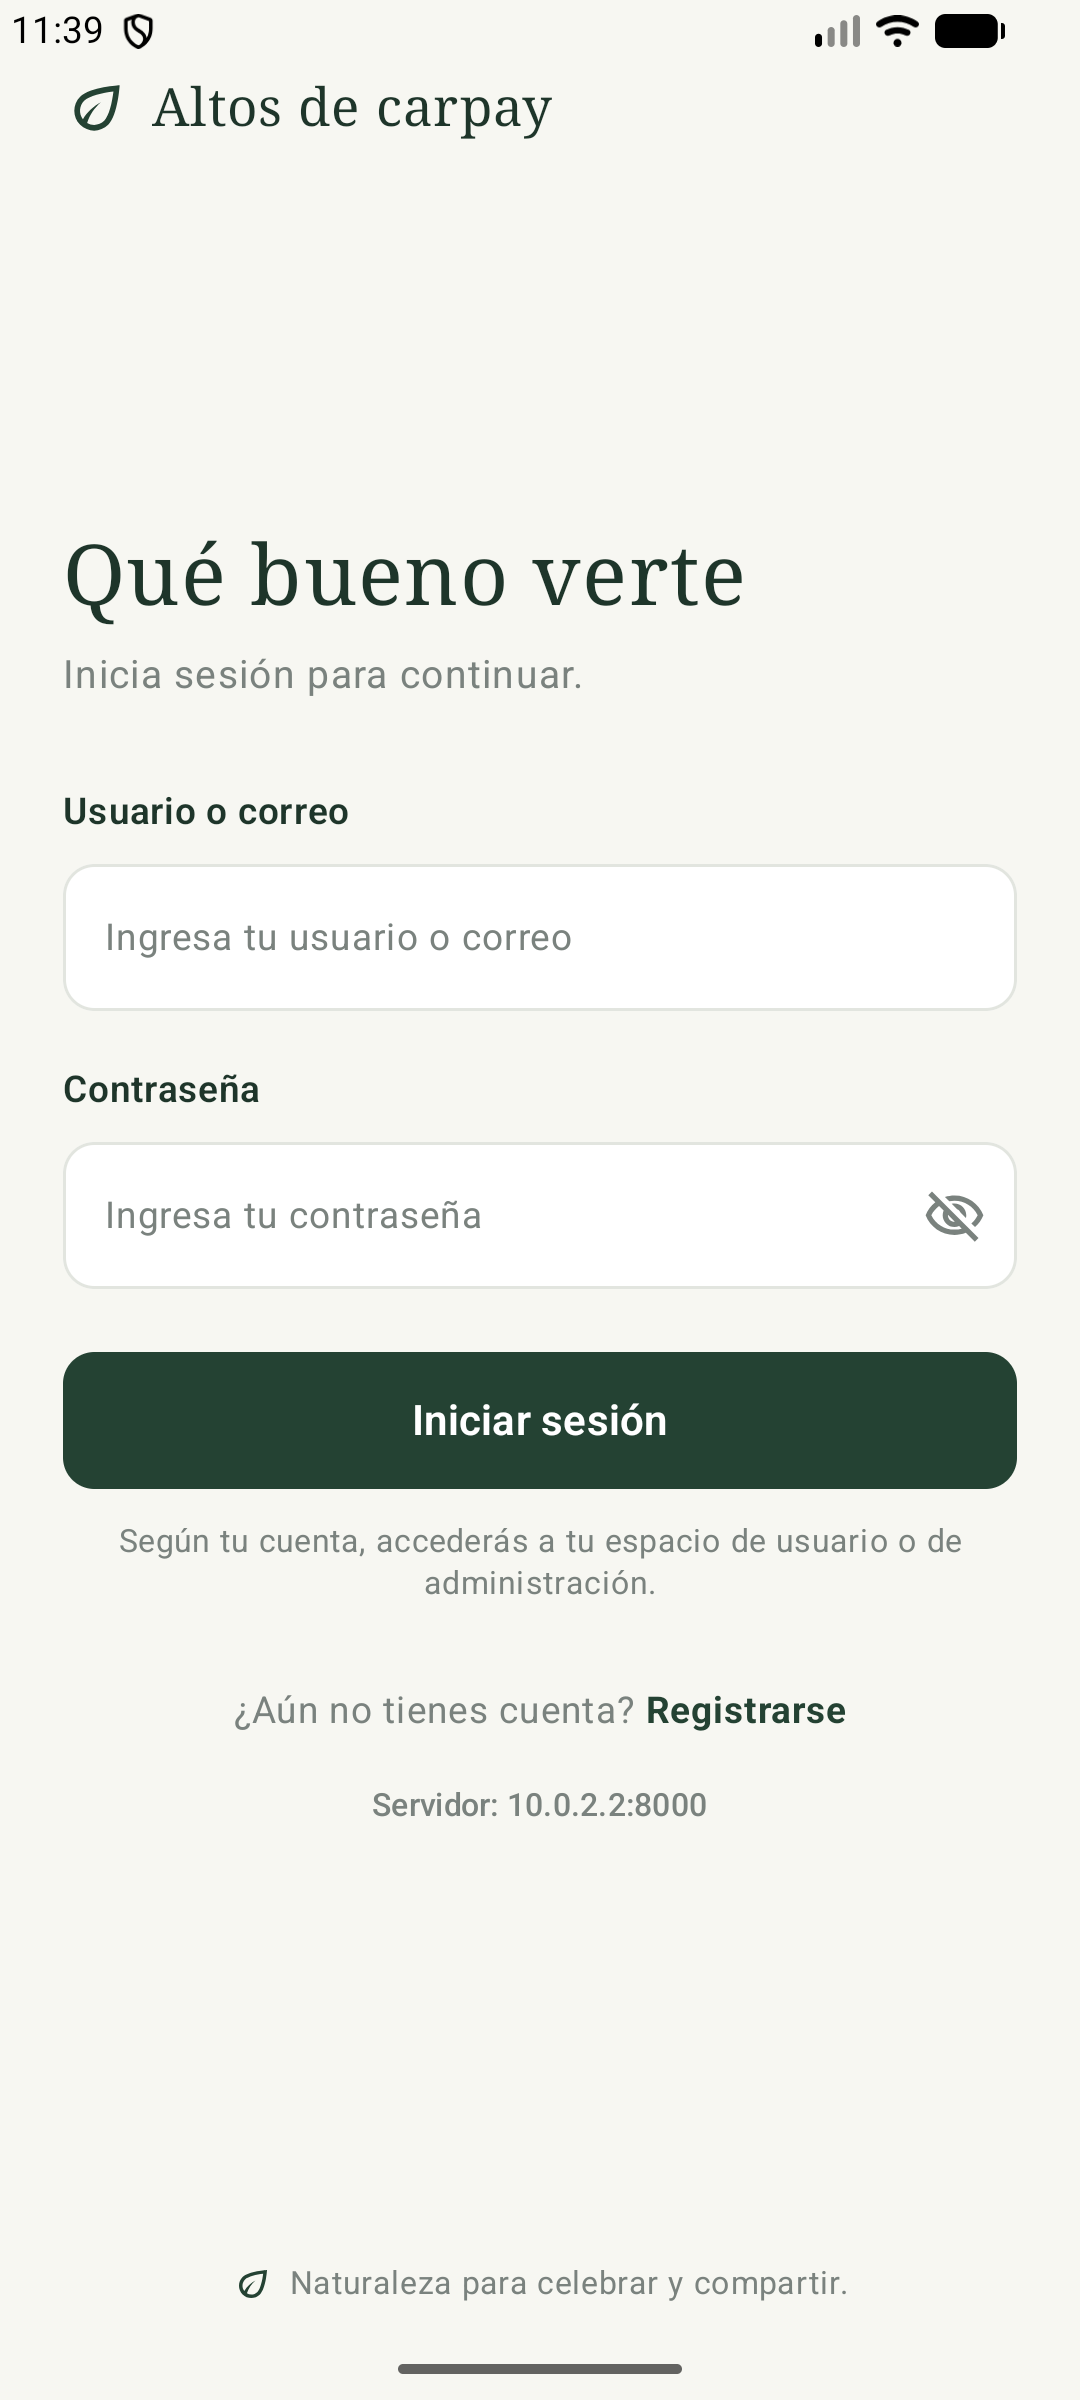 11:39
Altos de carpay
Qué bueno verte
Inicia sesión para continuar.
Usuario o correo
Ingresa tu usuario o correo
Contraseña
Ingresa tu contraseña
Iniciar sesión
Según tu cuenta, accederás a tu espacio de usuario o de
administración.
¿Aún no tienes cuenta? Registrarse
Servidor: 10.0.2.2:8000
Naturaleza para celebrar y compartir.